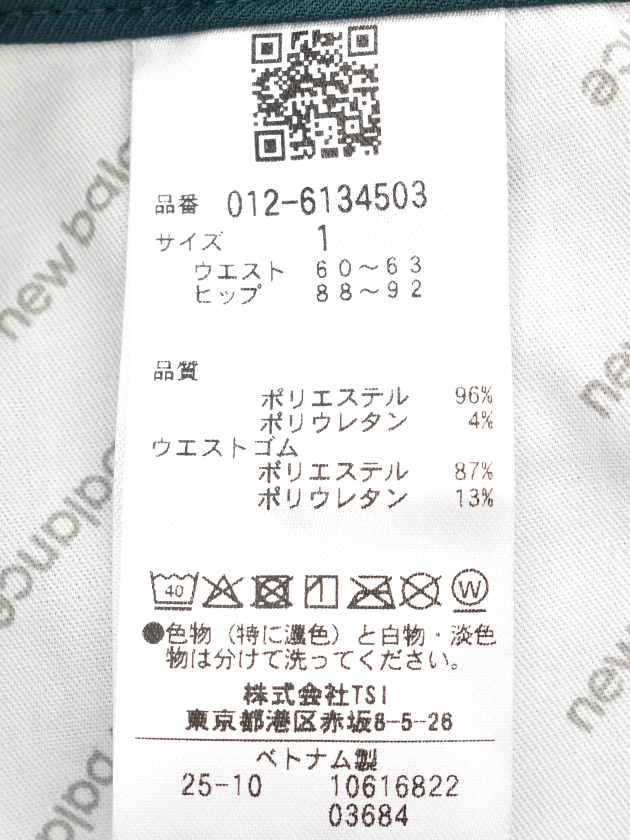 品番 012-6134503
サイズ 1
ウエスト 60～63
ヒップ 88～92
品質
ポリエステル 96%
ポリウレタン 4%
ウエストゴム
ポリエステル 87%
ポリウレタン 13%
40
W
●色物（特に濃色）と白物・淡色
物は分けて洗ってください。
株式会社TSI
東京都港区赤坂8-5-26
ベトナム製
25-10 10616822
03684
new balance
balance
new
new
ce